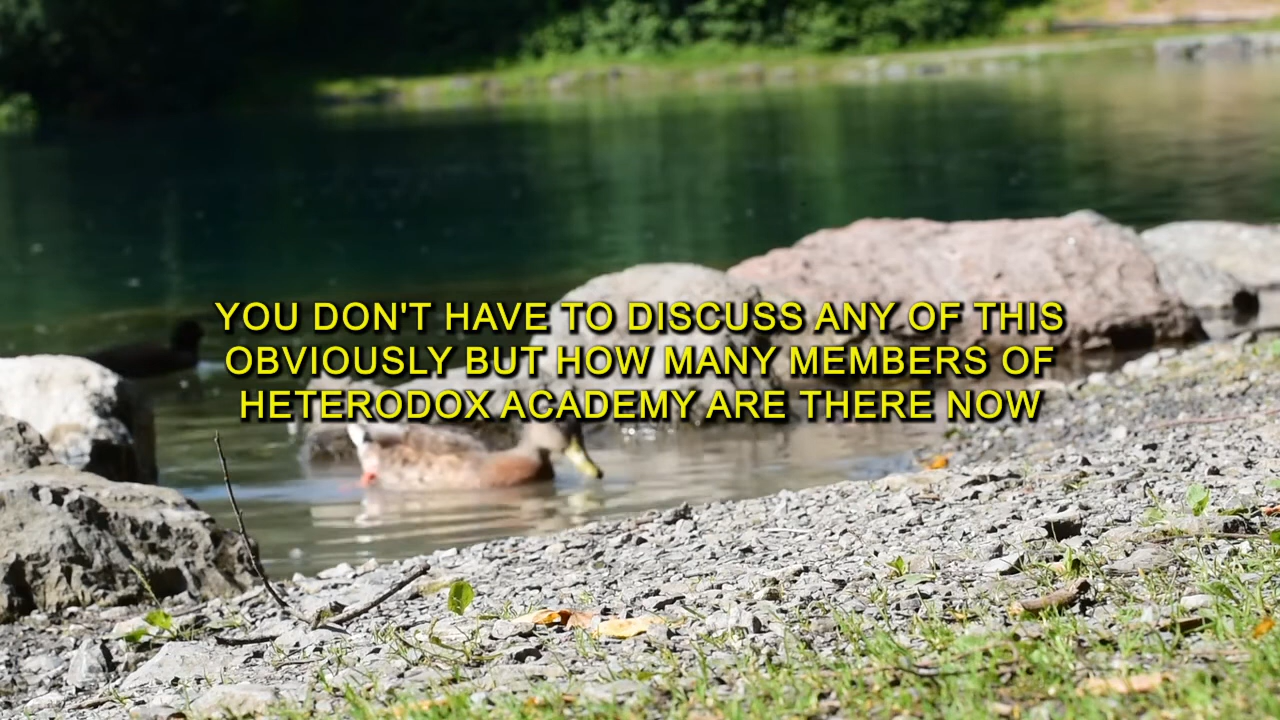 YOU DON'T HAVE TO DISCUSS ANY OF THIS
OBVIOUSLY BUT HOW MANY MEMBERS OF
HETERODOX ACADEMY ARE THERE NOW